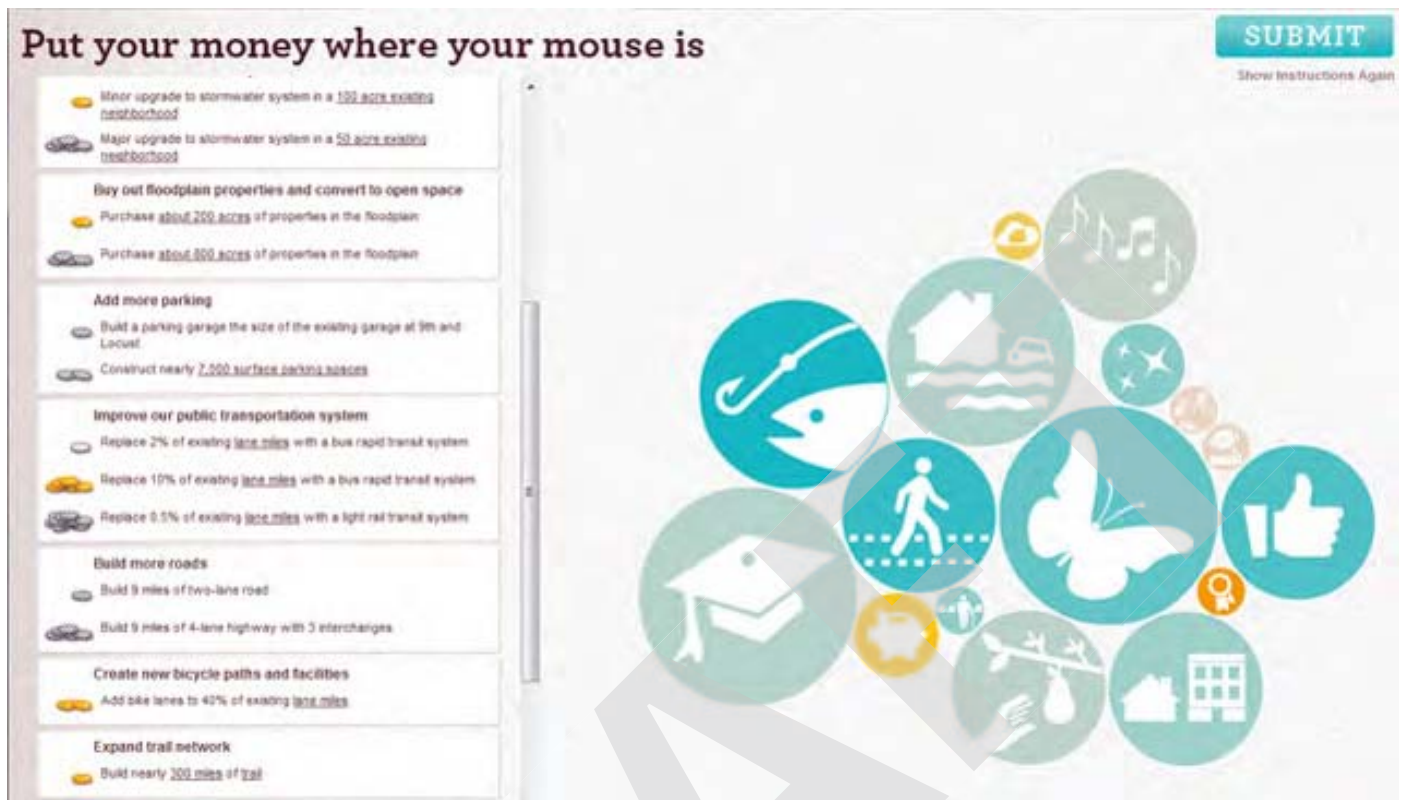 Put your money where your mouse is
SUBMIT
Show Instructions Again
Minor upgrade to stormwater system in a 100 acre existing
neighborhood
Major upgrade to stormwater system in a 50 acre existing
neighborhood
Buy out floodplain properties and convert to open space
Purchase about 200 acres of properties in the floodplain
Purchase about 800 acres of properties in the floodplain
Add more parking
Build a parking garage the size of the existing garage at 9th and
Locust
Construct nearly 7,000 surface parking spaces
Improve our public transportation system
Replace 2% of existing lane miles with a bus rapid transit system
Replace 10% of existing lane miles with a bus rapid transit system
Replace 0.5% of existing lane miles with a light rail transit system
Build more roads
Build 9 miles of two-lane road
Build 9 miles of 4-lane highway with 3 interchanges
Create new bicycle paths and facilities
Add bike lanes to 40% of existing lane miles
Expand trail network
Build nearly 300 miles of trail